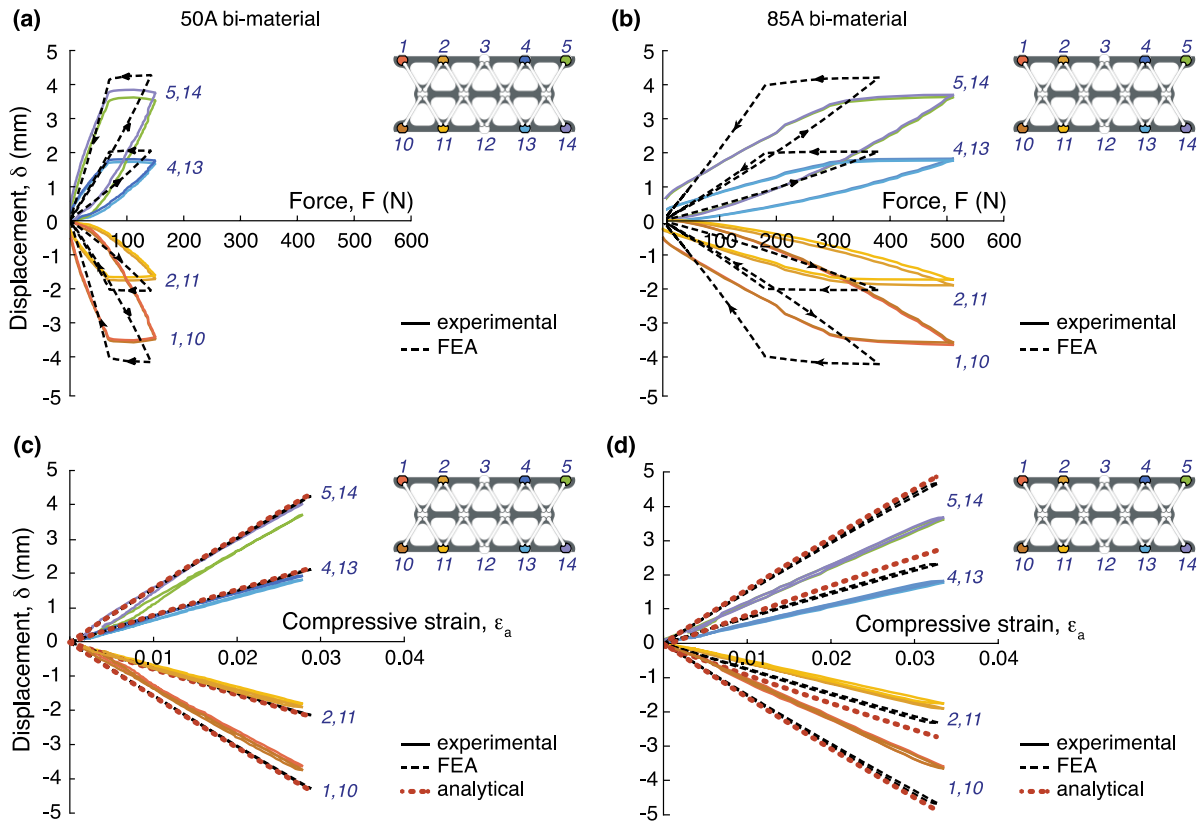 (a) 50A bi-material
5
4
3
2
1
0
-1
-2
-3
-4
-5
Displacement, δ (mm)
100 200 300 400 500 600
Force, F (N)
1 2 3 4 5
10 11 12 13 14
5,14
4,13
2,11
1,10
experimental
FEA
(b) 85A bi-material
5
4
3
2
1
0
-1
-2
-3
-4
-5
100 200 300 400 500 600
Force, F (N)
1 2 3 4 5
10 11 12 13 14
5,14
4,13
2,11
1,10
experimental
FEA
(c)
5
4
3
2
1
0
-1
-2
-3
-4
-5
Displacement, δ (mm)
0.01 0.02 0.03 0.04
Compressive strain, εa
1 2 3 4 5
10 11 12 13 14
5,14
4,13
2,11
1,10
experimental
FEA
analytical
(d)
5
4
3
2
1
0
-1
-2
-3
-4
-5
0.01 0.02 0.03 0.04
Compressive strain, εa
1 2 3 4 5
10 11 12 13 14
5,14
4,13
2,11
1,10
experimental
FEA
analytical